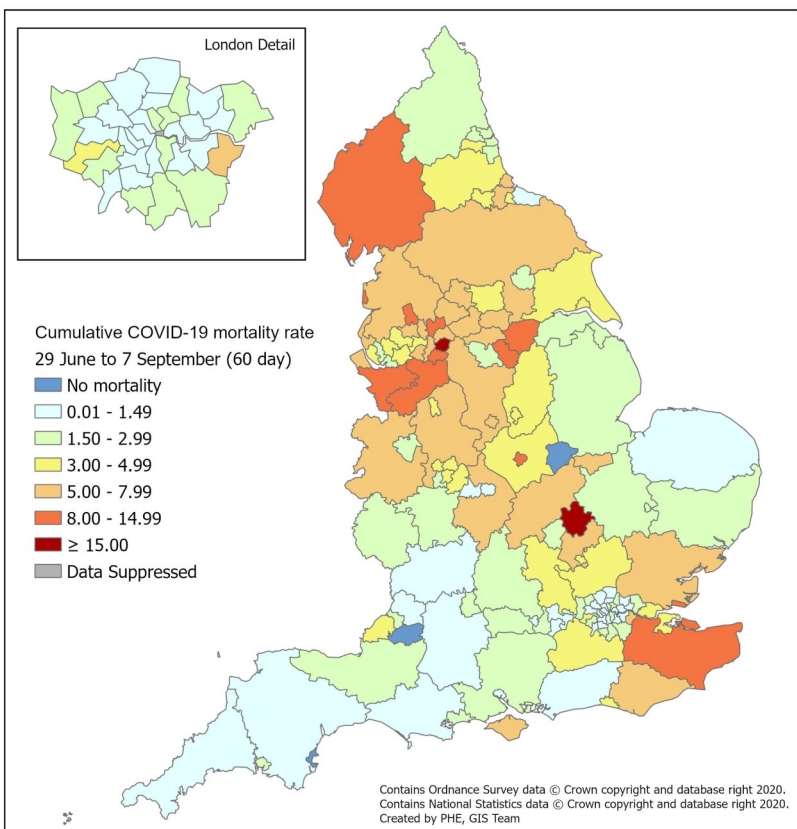 London Detail
Cumulative COVID-19 mortality rate
29 June to 7 September (60 day)
No mortality
0.01 - 1.49
1.50 - 2.99
3.00 - 4.99
5.00 - 7.99
8.00 - 14.99
≥ 15.00
Data Suppressed
Contains Ordnance Survey data © Crown copyright and database right 2020.
Contains National Statistics data © Crown copyright and database right 2020.
Created by PHE, GIS Team